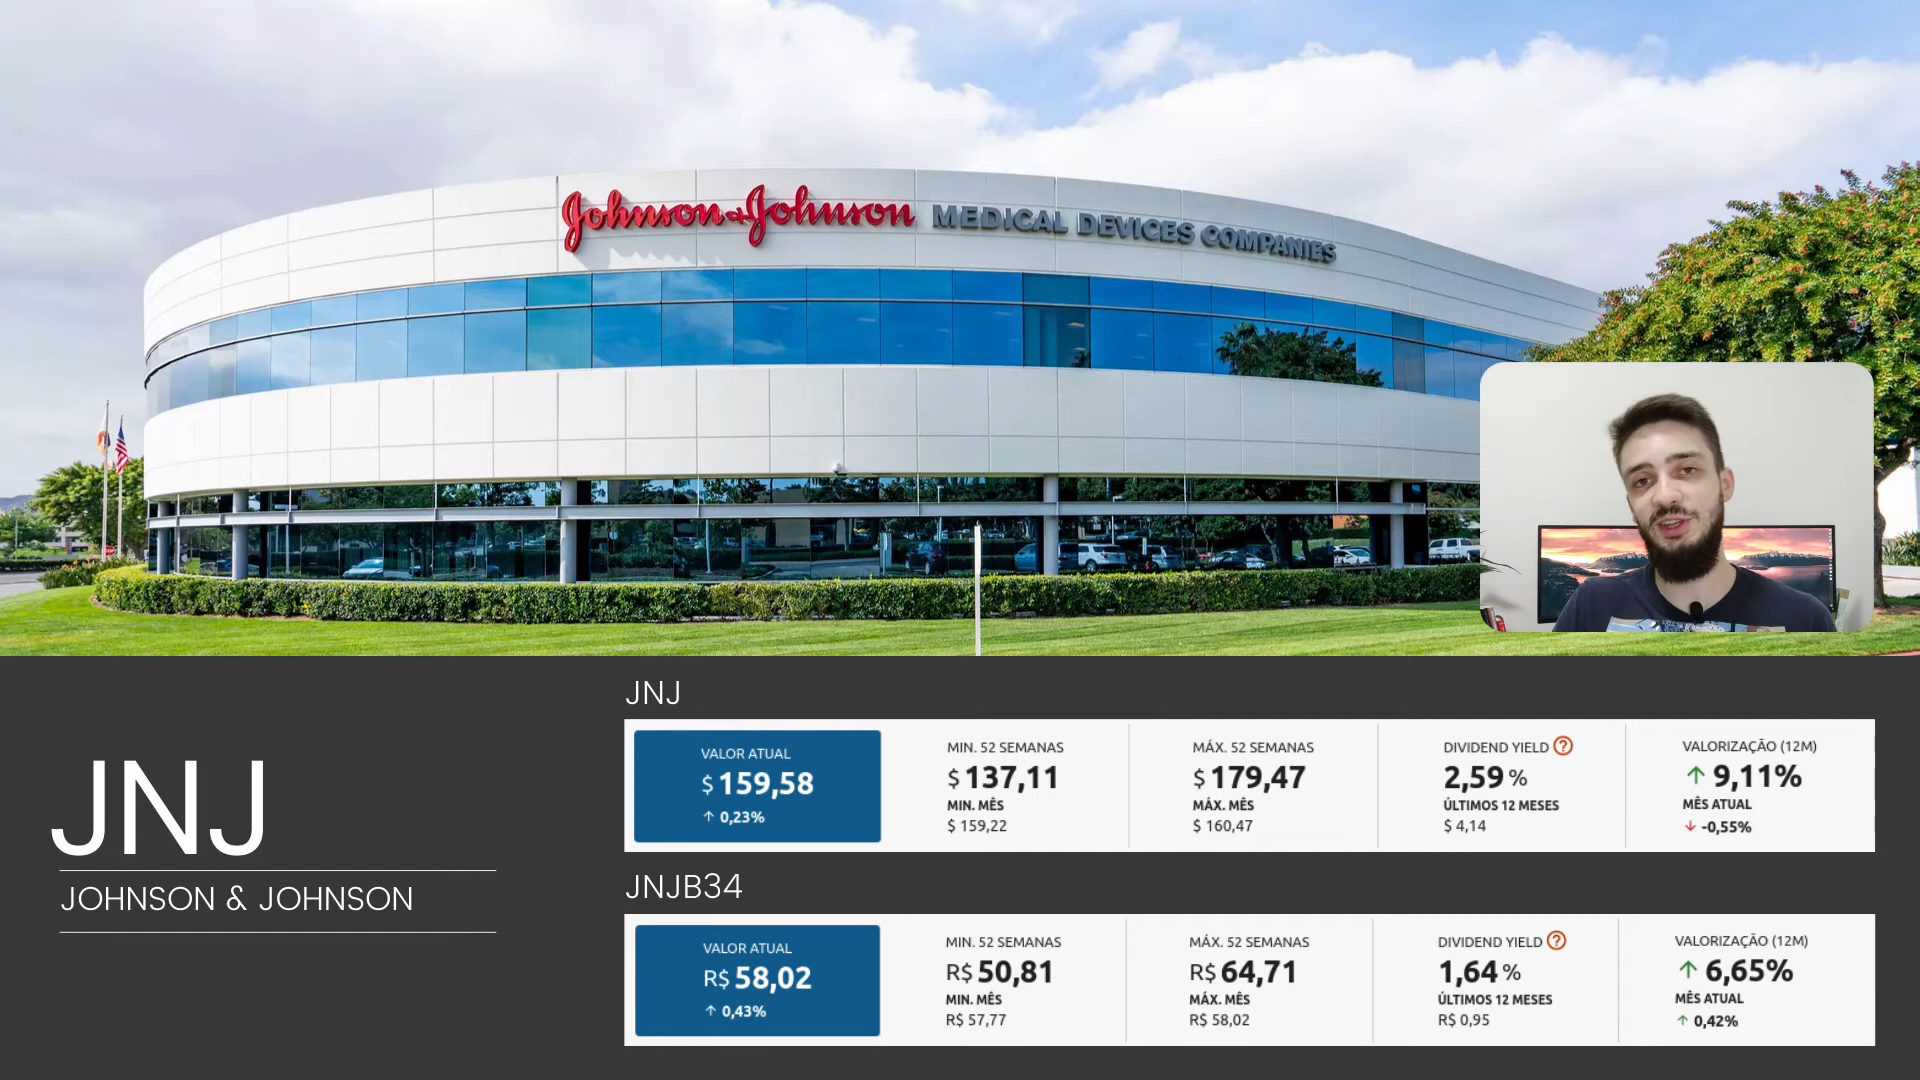 Johnson & Johnson MEDICAL DEVICES COMPANIES
JNJ
JOHNSON & JOHNSON
JNJ
VALOR ATUAL
$ 159,58
↑ 0,23%
MIN. 52 SEMANAS
$ 137,11
MIN. MÊS
$ 159,22
MÁX. 52 SEMANAS
$ 179,47
MÁX. MÊS
$ 160,47
DIVIDEND YIELD ?
2,59 %
ÚLTIMOS 12 MESES
$ 4,14
VALORIZAÇÃO (12M)
↑ 9,11%
MÊS ATUAL
↓ -0,55%
JNJB34
VALOR ATUAL
R$ 58,02
↑ 0,43%
MIN. 52 SEMANAS
R$ 50,81
MIN. MÊS
R$ 57,77
MÁX. 52 SEMANAS
R$ 64,71
MÁX. MÊS
R$ 58,02
DIVIDEND YIELD ?
1,64 %
ÚLTIMOS 12 MESES
R$ 0,95
VALORIZAÇÃO (12M)
↑ 6,65%
MÊS ATUAL
↑ 0,42%